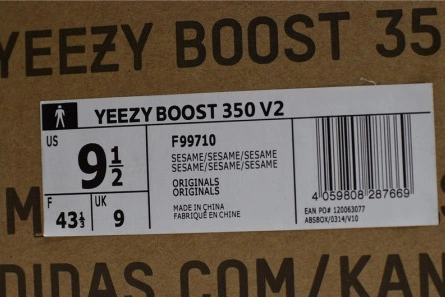 YEEZY BOOST 35
YEEZY BOOST 350 V2
US
9 1/2
F
43 1/3
UK
9
F99710
SESAME/SESAME/SESAME
SESAME/SESAME/SESAME
ORIGINALS
ORIGINALS
MADE IN CHINA
FABRIQUÉ EN CHINE
4 059808 287669
EAN PO# 120063077
ABSBOX/0314/V10
M
DIDAS COM/KAN